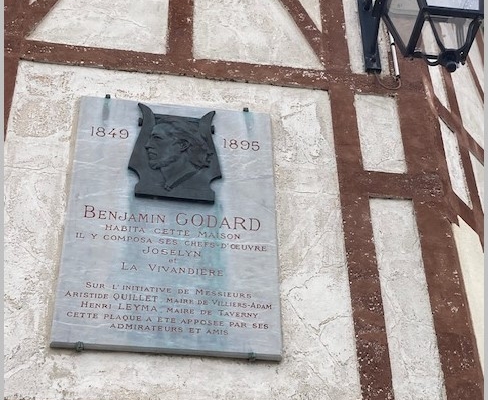 1849 1895
BENJAMIN GODARD
HABITA CETTE MAISON
IL Y COMPOSA SES CHEFS-D'ŒUVRE
JOSELYN
et
LA VIVANDIÈRE
SUR L'INITIATIVE DE MESSIEURS
ARISTIDE QUILLET, MAIRE DE VILLIERS-ADAM
HENRI LEYMA, MAIRE DE TAVERNY
CETTE PLAQUE A ÉTÉ APPOSÉE PAR SES
ADMIRATEURS ET AMIS